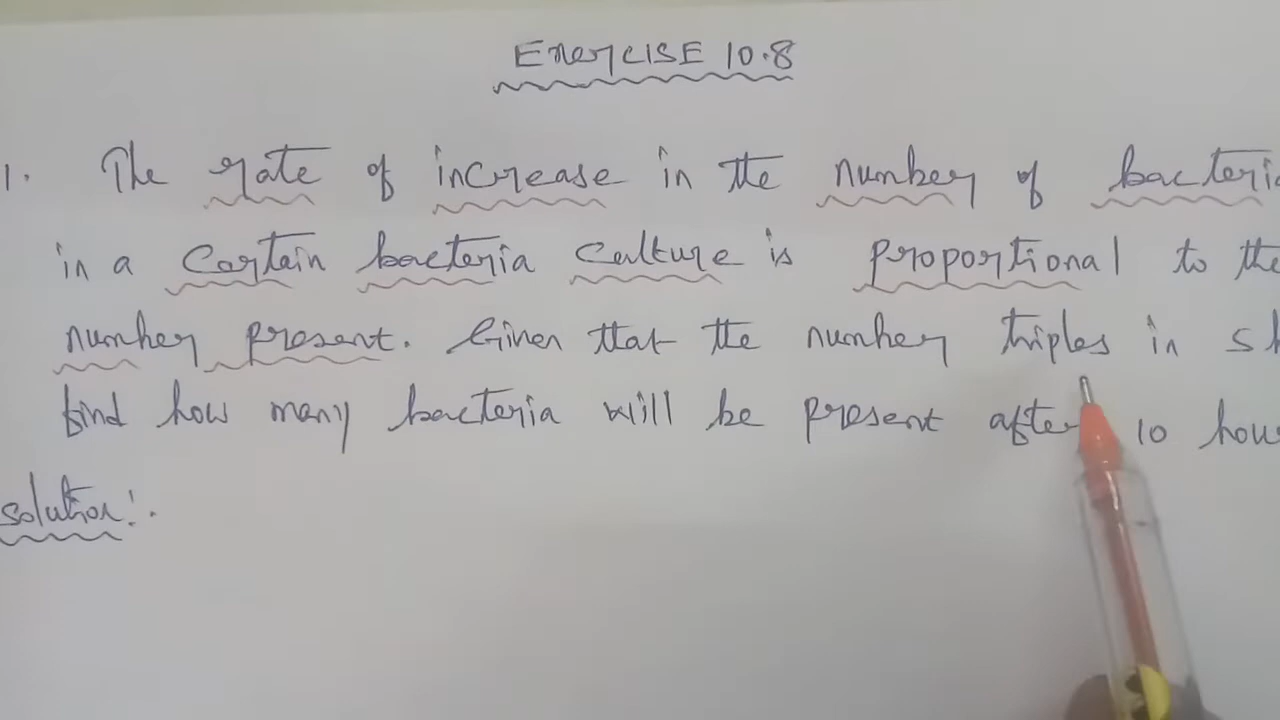 ExerCISE 10.8
1. The rate of increase in the number of bacteri
in a Certain bacteria Culture is proportional to the
number present. Given that the number triples in 5 h
find how many bacteria will be present after 10 hou
solution:.